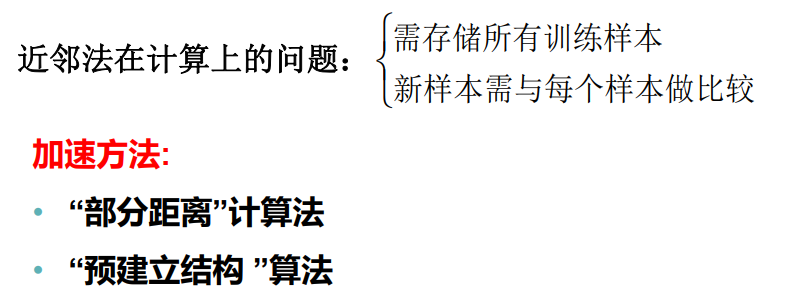 近邻法在计算上的问题：
需存储所有训练样本
新样本需与每个样本做比较
加速方法:
• “部分距离”计算法
• “预建立结构 ”算法